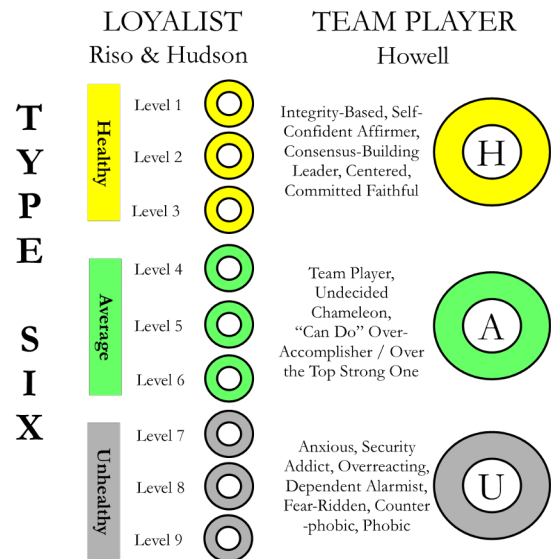 LOYALIST
Riso & Hudson
TEAM PLAYER
Howell
TYPE SIX
Healthy
Level 1
Level 2
Level 3
Integrity-Based, Self-
Confident Affirmer,
Consensus-Building
Leader, Centered,
Committed Faithful
H
Average
Level 4
Level 5
Level 6
Team Player,
Undecided
Chameleon,
“Can Do” Over-
Accomplisher / Over
the Top Strong One
A
Unhealthy
Level 7
Level 8
Level 9
Anxious, Security
Addict, Overreacting,
Dependent Alarmist,
Fear-Ridden, Counter
-phobic, Phobic
U